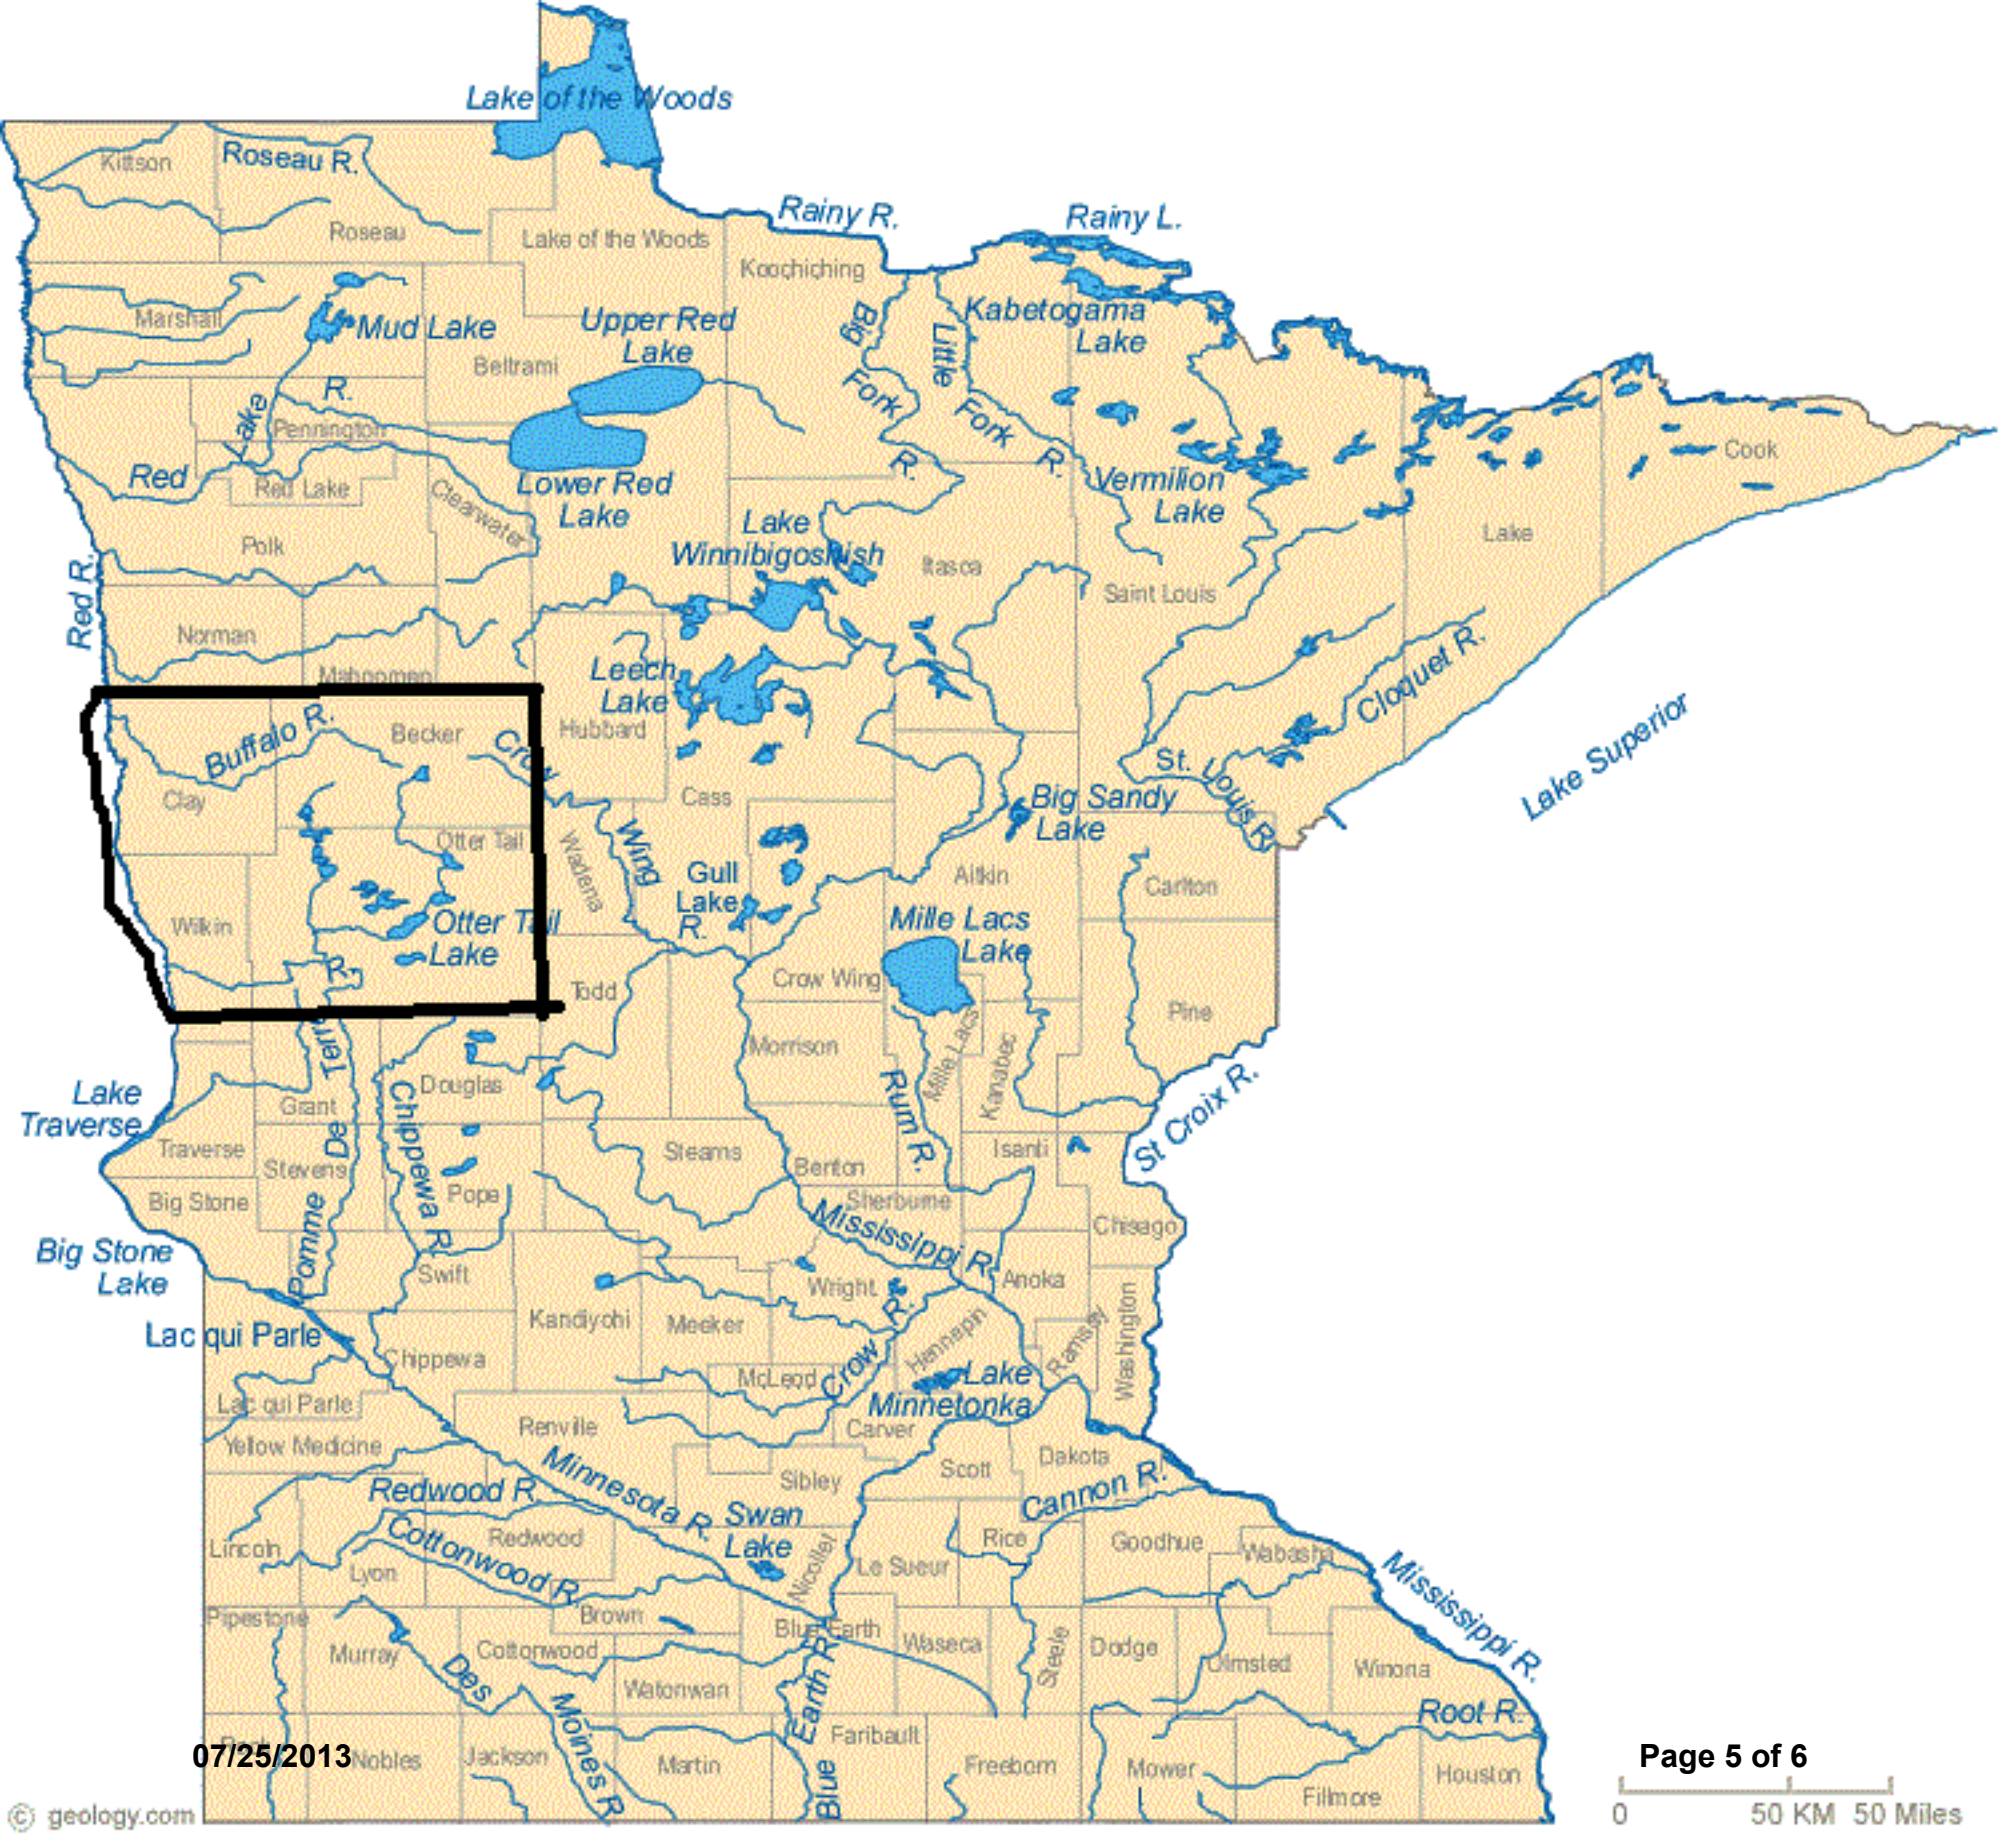 Lake of the Woods
Kittson
Roseau R.
Roseau
Lake of the Woods
Rainy R.
Rainy L.
Koochiching
Marshall
Mud Lake
Upper Red
Lake
Beltrami
Big
Fork
R.
Little
Fork
R.
Kabetogama
Lake
Lake
R.
Pennington
Red
Red Lake
Clearwater
Lower Red
Lake
Vermilion
Lake
Cook
Lake
Polk
Lake
Winnibigoshish
Itasca
Saint Louis
Red R.
Norman
Mahnomen
Leech
Lake
Hubbard
Cloquet R.
Lake Superior
Buffalo R.
Becker
Crow
Wing
R.
Clay
Cass
St. Louis R.
Big Sandy
Lake
Otter Tail
Wadena
Gull
Lake
Aitkin
Carlton
Wilkin
Otter Tail
Lake
R.
Mille Lacs
Lake
Crow Wing
Todd
Pine
Morrison
Mille Lacs
Kanabec
Lake
Traverse
Grant
Douglas
Chippewa R.
Pomme
De
Terre
Rum R.
St Croix R.
Traverse
Stevens
Pope
Stearns
Benton
Isanti
Big Stone
Sherburne
Mississippi R.
Chisago
Big Stone
Lake
Swift
Kandiyohi
Meeker
Wright
Anoka
Hennepin
Ramsey
Washington
Lac qui Parle
Chippewa
McLeod
Crow
R.
Lake
Minnetonka
Lac qui Parle
Renville
Carver
Yellow Medicine
Sibley
Scott
Dakota
Minnesota R.
Redwood R.
Cannon R.
Swan
Lake
Lincoln
Lyon
Redwood
Cottonwood R.
Nicollet
Le Sueur
Rice
Goodhue
Wabasha
Mississippi R.
Pipestone
Murray
Cottonwood
Brown
Blue Earth
Waseca
Steele
Dodge
Olmsted
Winona
Des
Moines R.
Watonwan
Blue
Earth R.
Root R.
07/25/2013
Nobles
Jackson
Martin
Faribault
Freeborn
Mower
Fillmore
Houston
Page 5 of 6
0 50 KM 50 Miles
© geology.com